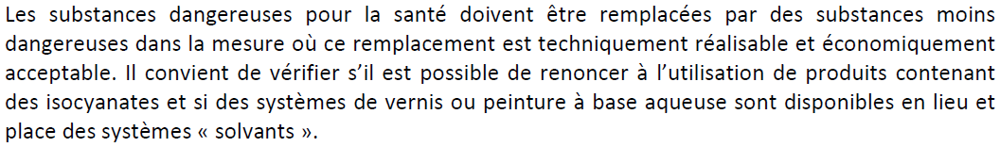 Les substances dangereuses pour la santé doivent être remplacées par des substances moins
dangereuses dans la mesure où ce remplacement est techniquement réalisable et économiquement
acceptable. Il convient de vérifier s’il est possible de renoncer à l’utilisation de produits contenant
des isocyanates et si des systèmes de vernis ou peinture à base aqueuse sont disponibles en lieu et
place des systèmes « solvants ».